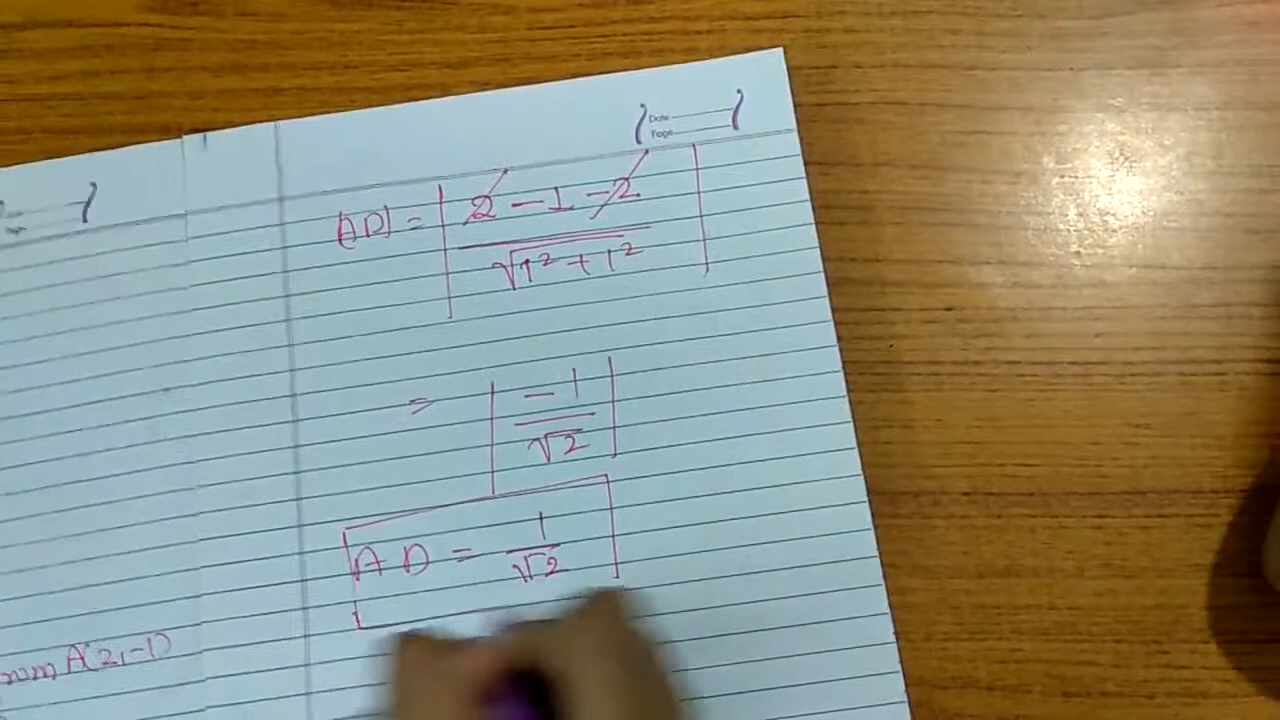 Date
Page
|AD| = | 2 - 1 - 2 / √1² + 1² |
= | -1 / √2 |
AD = 1 / √2
A(2,-1)